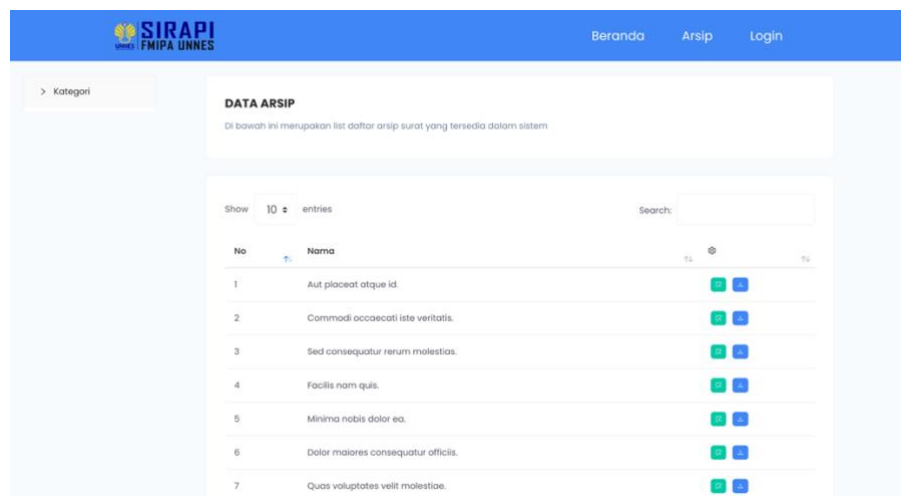 UNNES
SIRAPI
FMIPA UNNES
Beranda Arsip Login
> Kategori
DATA ARSIP
Di bawah ini merupakan list daftar arsip surat yang tersedia dalam sistem
Show 10 entries Search:
No Nama
1 Aut placeat atque id.
2 Commodi occaecati iste veritatis.
3 Sed consequatur rerum molestias.
4 Facilis nam quis.
5 Minima nobis dolor ea.
6 Dolor maiores consequatur officiis.
7 Quas voluptates velit molestiae.